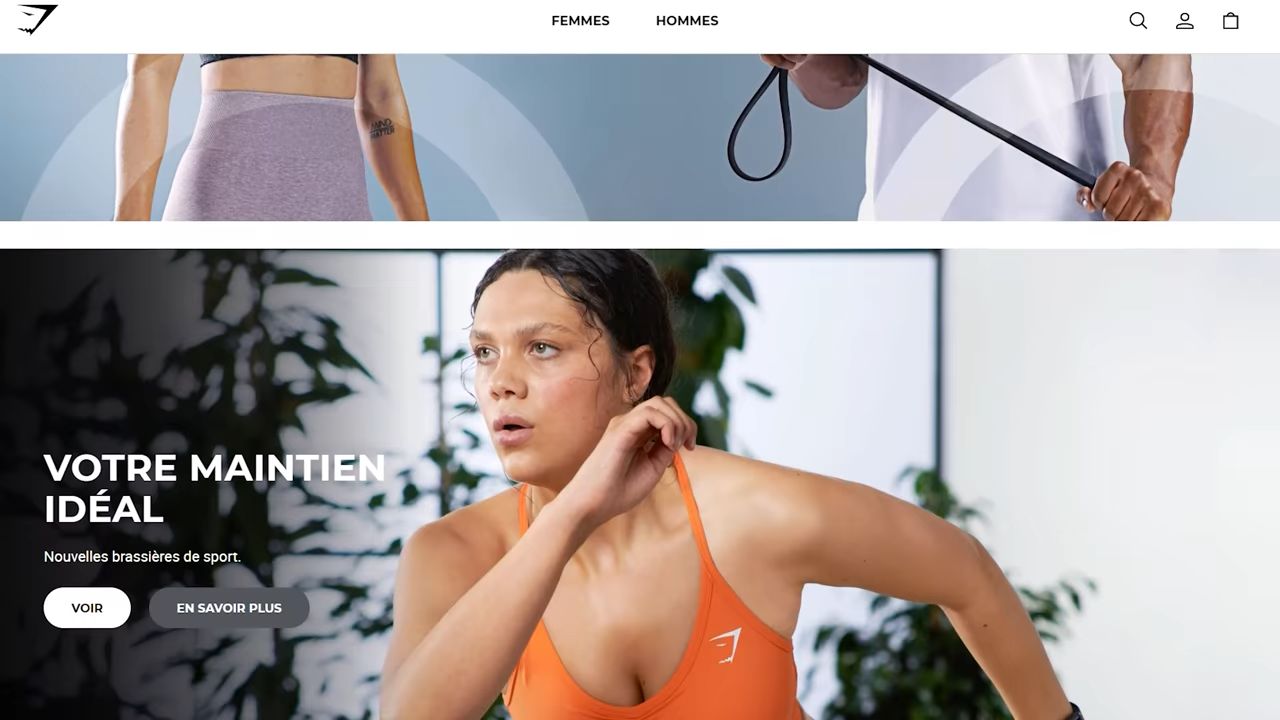 FEMMES
HOMMES
VOTRE MAINTIEN
IDÉAL
Nouvelles brassières de sport.
VOIR
EN SAVOIR PLUS